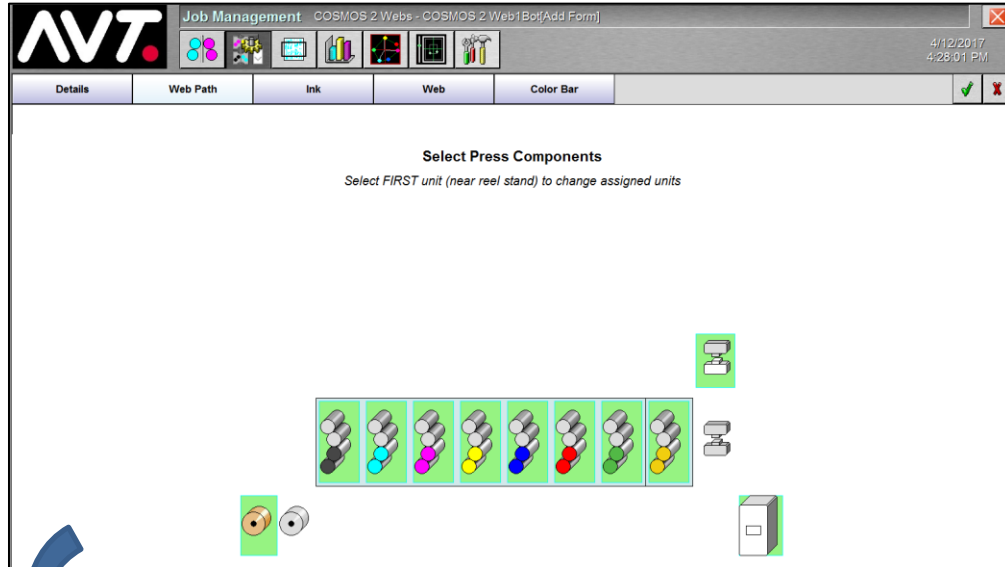 AVT.
Job Management COSMOS 2 Webs - COSMOS 2 Web1Bot[Add Form]
4/12/2017
4:28:01 PM
Details Web Path Ink Web Color Bar
Select Press Components
Select FIRST unit (near reel stand) to change assigned units